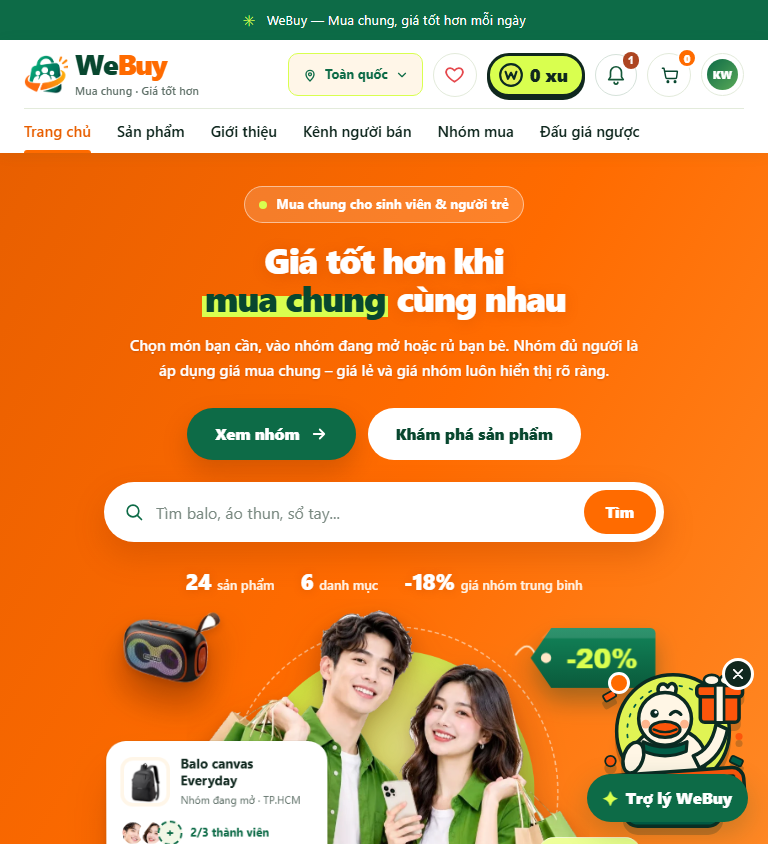 WeBuy — Mua chung, giá tốt hơn mỗi ngày
WeBuy
Mua chung · Giá tốt hơn
Toàn quốc
W 0 xu
1
0
KW
Trang chủ
Sản phẩm
Giới thiệu
Kênh người bán
Nhóm mua
Đấu giá ngược
Mua chung cho sinh viên & người trẻ
Giá tốt hơn khi
mua chung cùng nhau
Chọn món bạn cần, vào nhóm đang mở hoặc rủ bạn bè. Nhóm đủ người là
áp dụng giá mua chung – giá lẻ và giá nhóm luôn hiển thị rõ ràng.
Xem nhóm →
Khám phá sản phẩm
Tìm balo, áo thun, sổ tay...
Tìm
24 sản phẩm
6 danh mục
-18% giá nhóm trung bình
-20%
Balo canvas
Everyday
Nhóm đang mở · TP.HCM
+ 2/3 thành viên
Trợ lý WeBuy